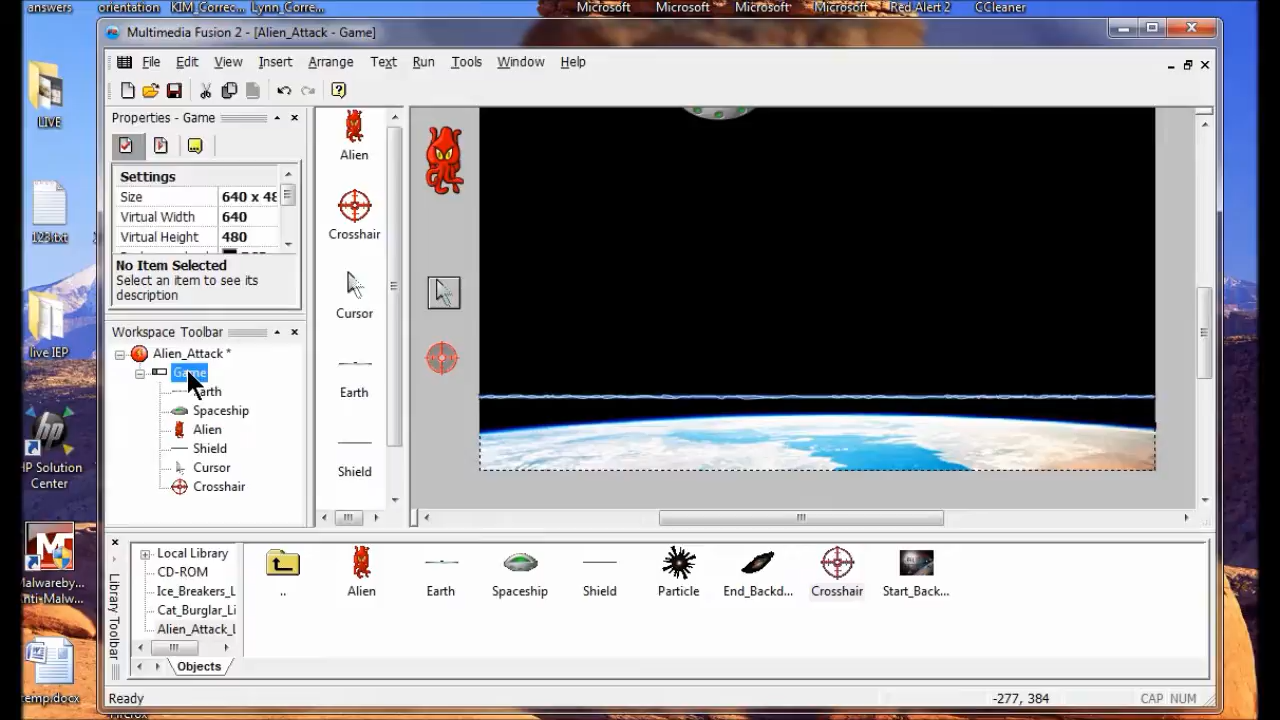 answers
orientation
KIM_Correc...
Lynn_Corre...
Microsoft
Microsoft
Microsoft
Microsoft
Red Alert 2
CCleaner
Multimedia Fusion 2 - [Alien_Attack - Game]
File Edit View Insert Arrange Text Run Tools Window Help
LIVE
123.txt
live IEP
HP Solution
Center
Malwareby...
Anti-Malw...
temp.docx
Properties - Game
Settings
Size 640 x 48
Virtual Width 640
Virtual Height 480
No Item Selected
Select an item to see its
description
Workspace Toolbar
Alien_Attack *
Game
Earth
Spaceship
Alien
Shield
Cursor
Crosshair
Alien
Crosshair
Cursor
Earth
Shield
Library Toolbar
Local Library
CD-ROM
Ice_Breakers_L
Cat_Burglar_Li
Alien_Attack_L
Objects
..
Alien
Earth
Spaceship
Shield
Particle
End_Backd...
Crosshair
Start_Back...
Ready
-277, 384
CAP NUM